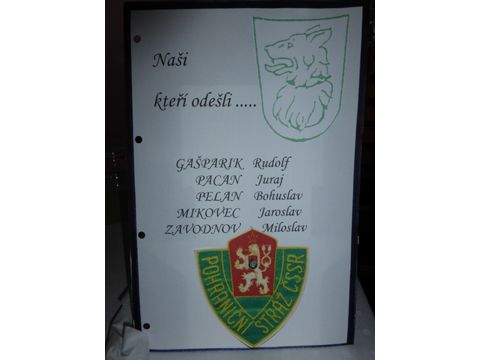 Naši
kteří odešli .....
GAŠPARIK Rudolf
PACAN Juraj
PELAN Bohuslav
MIKOVEC Jaroslav
ZAVODNOV Miloslav
POHRANIČNÍ STRÁŽ ČSSR